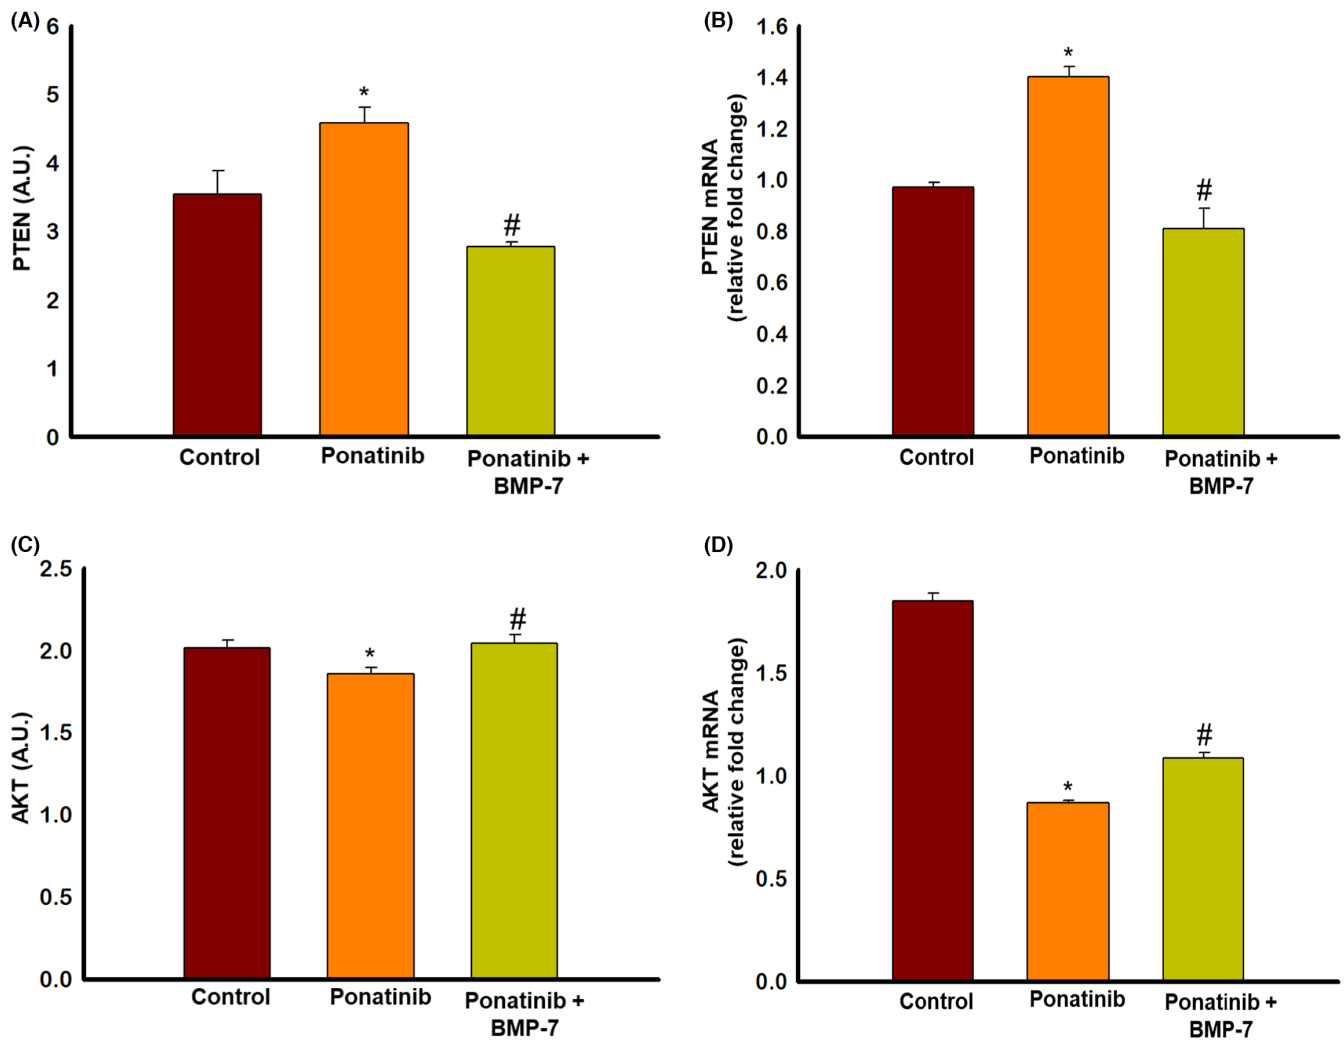 (A)
6
5
4
3
2
1
0
PTEN (A.U.)
*
#
Control
Ponatinib
Ponatinib +
BMP-7
(B)
1.6
1.4
1.2
1.0
0.8
0.6
0.4
0.2
0.0
PTEN mRNA
(relative fold change)
*
#
Control
Ponatinib
Ponatinib +
BMP-7
(C)
2.5
2.0
1.5
1.0
0.5
0.0
AKT (A.U.)
*
#
Control
Ponatinib
Ponatinib +
BMP-7
(D)
2.0
1.5
1.0
0.5
0.0
AKT mRNA
(relative fold change)
*
#
Control
Ponatinib
Ponatinib +
BMP-7